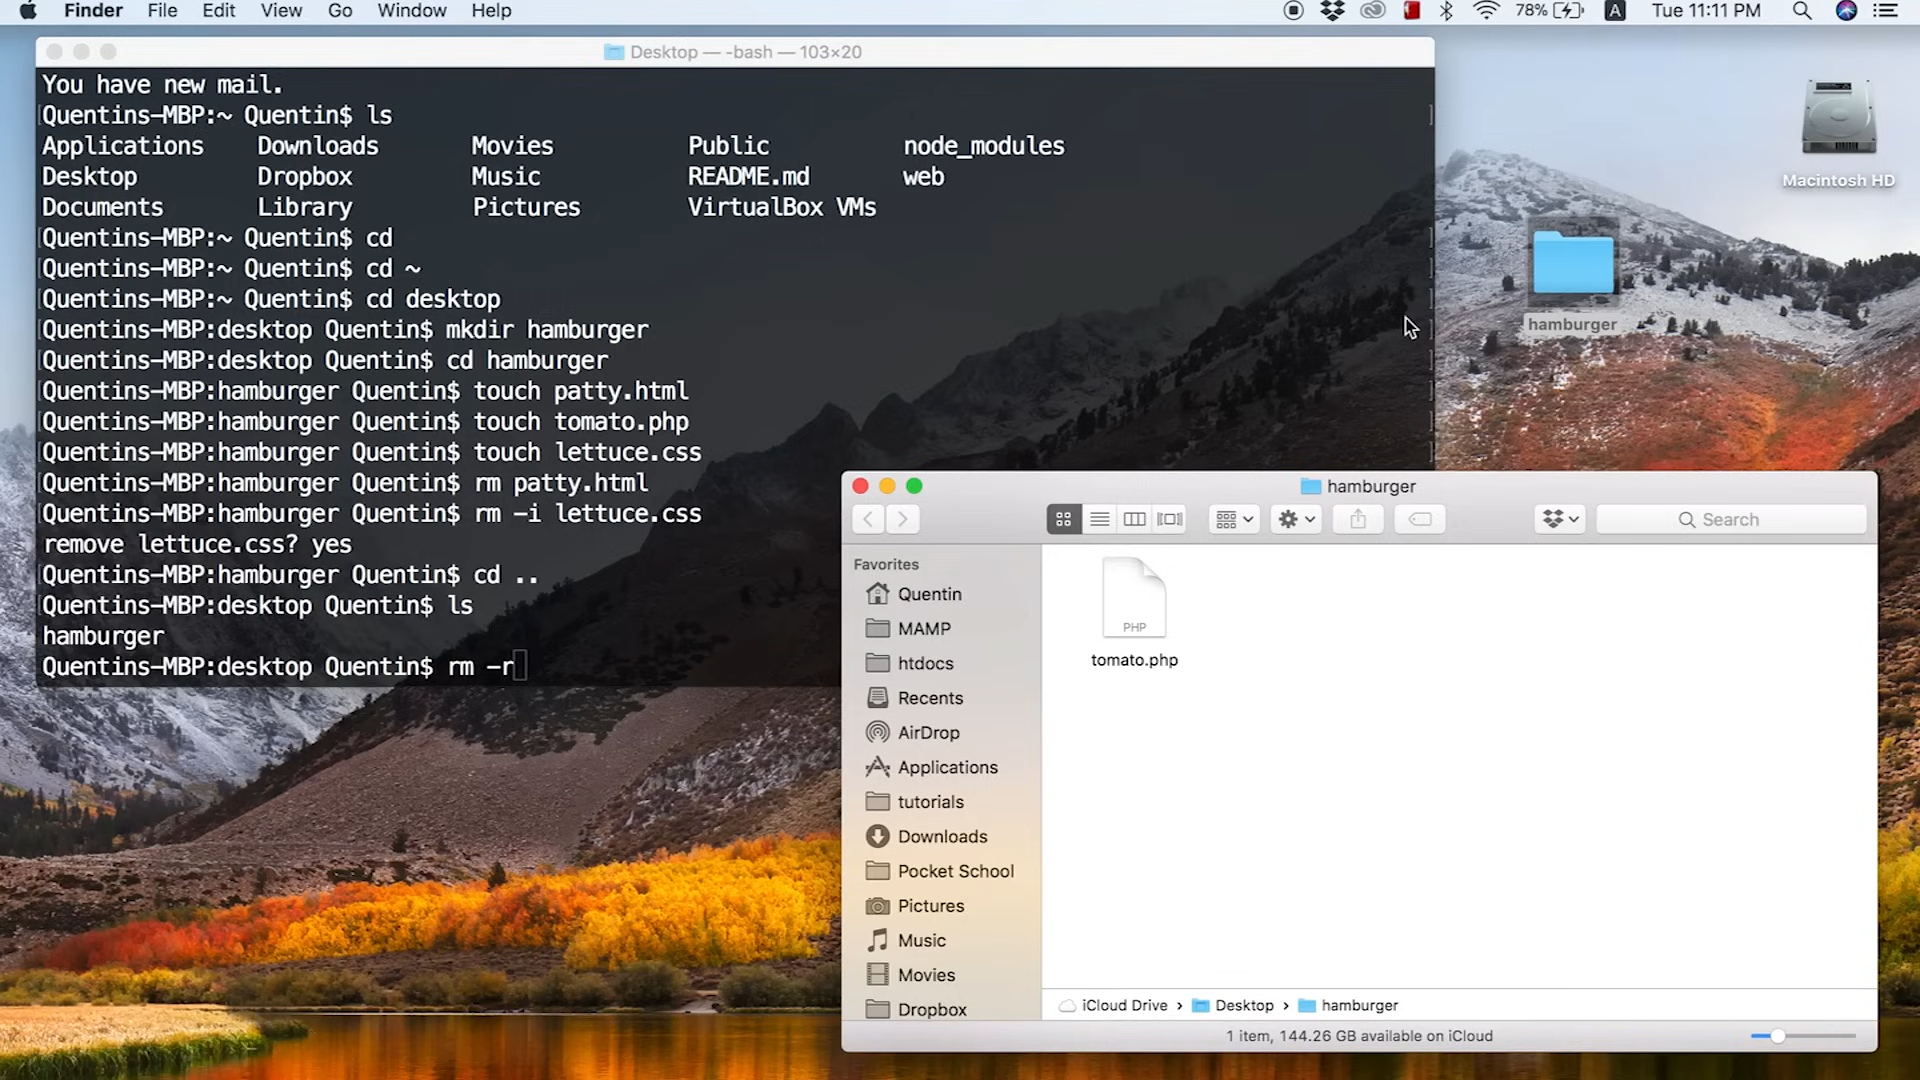 Finder File Edit View Go Window Help 78% A Tue 11:11 PM
Desktop — -bash — 103×20
You have new mail.
Quentins-MBP:~ Quentin$ ls
Applications Downloads Movies Public node_modules
Desktop Dropbox Music README.md web
Documents Library Pictures VirtualBox VMs
Quentins-MBP:~ Quentin$ cd
Quentins-MBP:~ Quentin$ cd ~
Quentins-MBP:~ Quentin$ cd desktop
Quentins-MBP:desktop Quentin$ mkdir hamburger
Quentins-MBP:desktop Quentin$ cd hamburger
Quentins-MBP:hamburger Quentin$ touch patty.html
Quentins-MBP:hamburger Quentin$ touch tomato.php
Quentins-MBP:hamburger Quentin$ touch lettuce.css
Quentins-MBP:hamburger Quentin$ rm patty.html
Quentins-MBP:hamburger Quentin$ rm -i lettuce.css
remove lettuce.css? yes
Quentins-MBP:hamburger Quentin$ cd ..
Quentins-MBP:desktop Quentin$ ls
hamburger
Quentins-MBP:desktop Quentin$ rm -r
Macintosh HD
hamburger
hamburger
Search
Favorites
Quentin
MAMP
htdocs
Recents
AirDrop
Applications
tutorials
Downloads
Pocket School
Pictures
Music
Movies
Dropbox
PHP
tomato.php
iCloud Drive › Desktop › hamburger
1 item, 144.26 GB available on iCloud